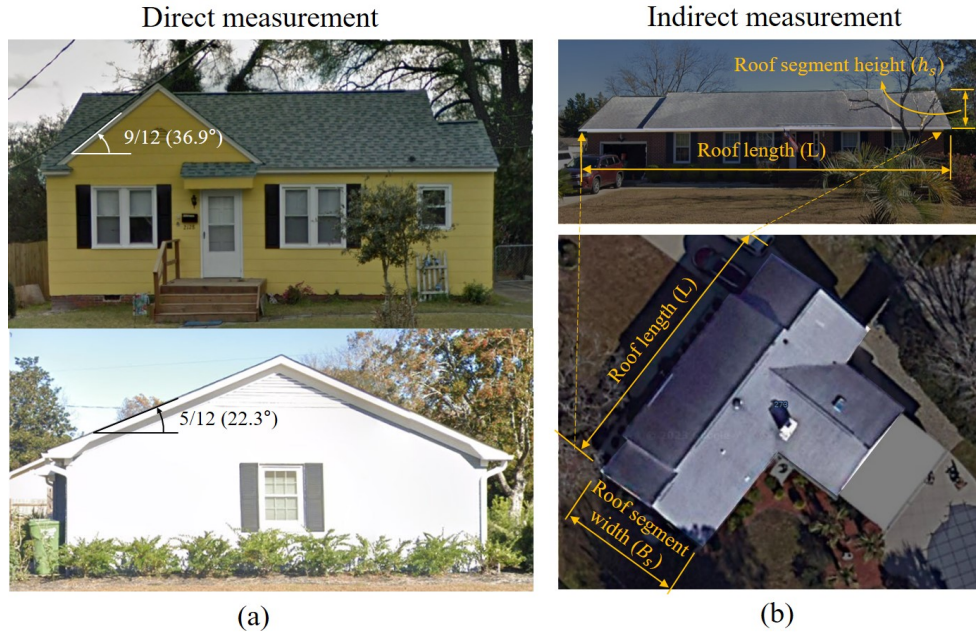 Direct measurement
Indirect measurement
9/12 (36.9°)
5/12 (22.3°)
(a)
Roof segment height (hₛ)
Roof length (L)
Roof length (L)
Roof segment
width (Bₛ)
(b)